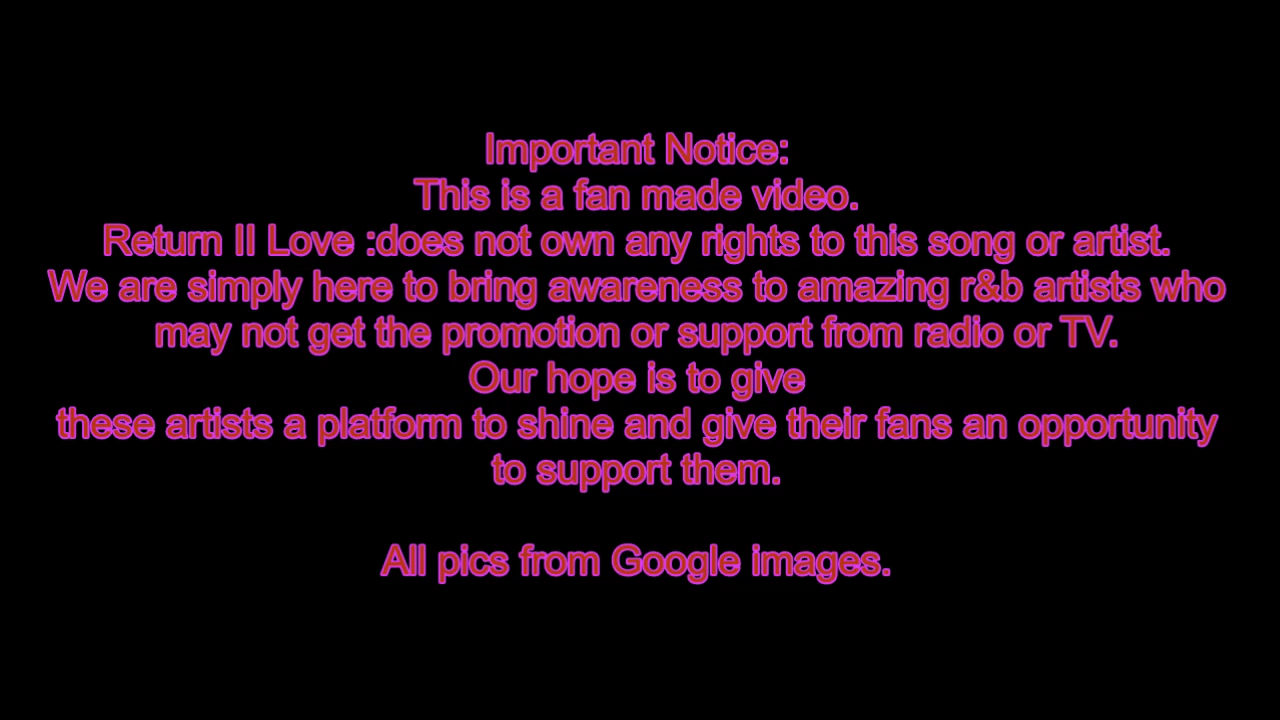 Important Notice:
This is a fan made video.
Return II Love :does not own any rights to this song or artist.
We are simply here to bring awareness to amazing r&b artists who
may not get the promotion or support from radio or TV.
Our hope is to give
these artists a platform to shine and give their fans an opportunity
to support them.
All pics from Google images.